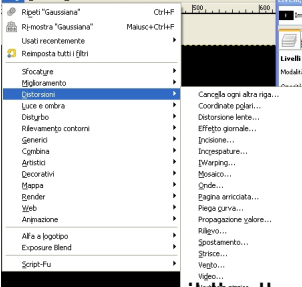 Ripeti "Gaussiana" Ctrl+F
Ri-mostra "Gaussiana" Maiusc+Ctrl+F
Usati recentemente
Reimposta tutti i filtri
Sfocature
Miglioramento
Distorsioni
Luce e ombra
Disturbo
Rilevamento contorni
Generici
Combina
Artistici
Decorativi
Mappa
Render
Web
Animazione
Alfa a logotipo
Exposure Blend
Script-Fu
Cancella ogni altra riga...
Coordinate polari...
Distorsione lente...
Effetto giornale...
Incisione...
Increspature...
IWarping...
Mosaico...
Onde...
Pagina arricciata...
Piega curva...
Propagazione valore...
Rilievo...
Spostamento...
Strisce...
Vento...
Video...
500 600
Livelli